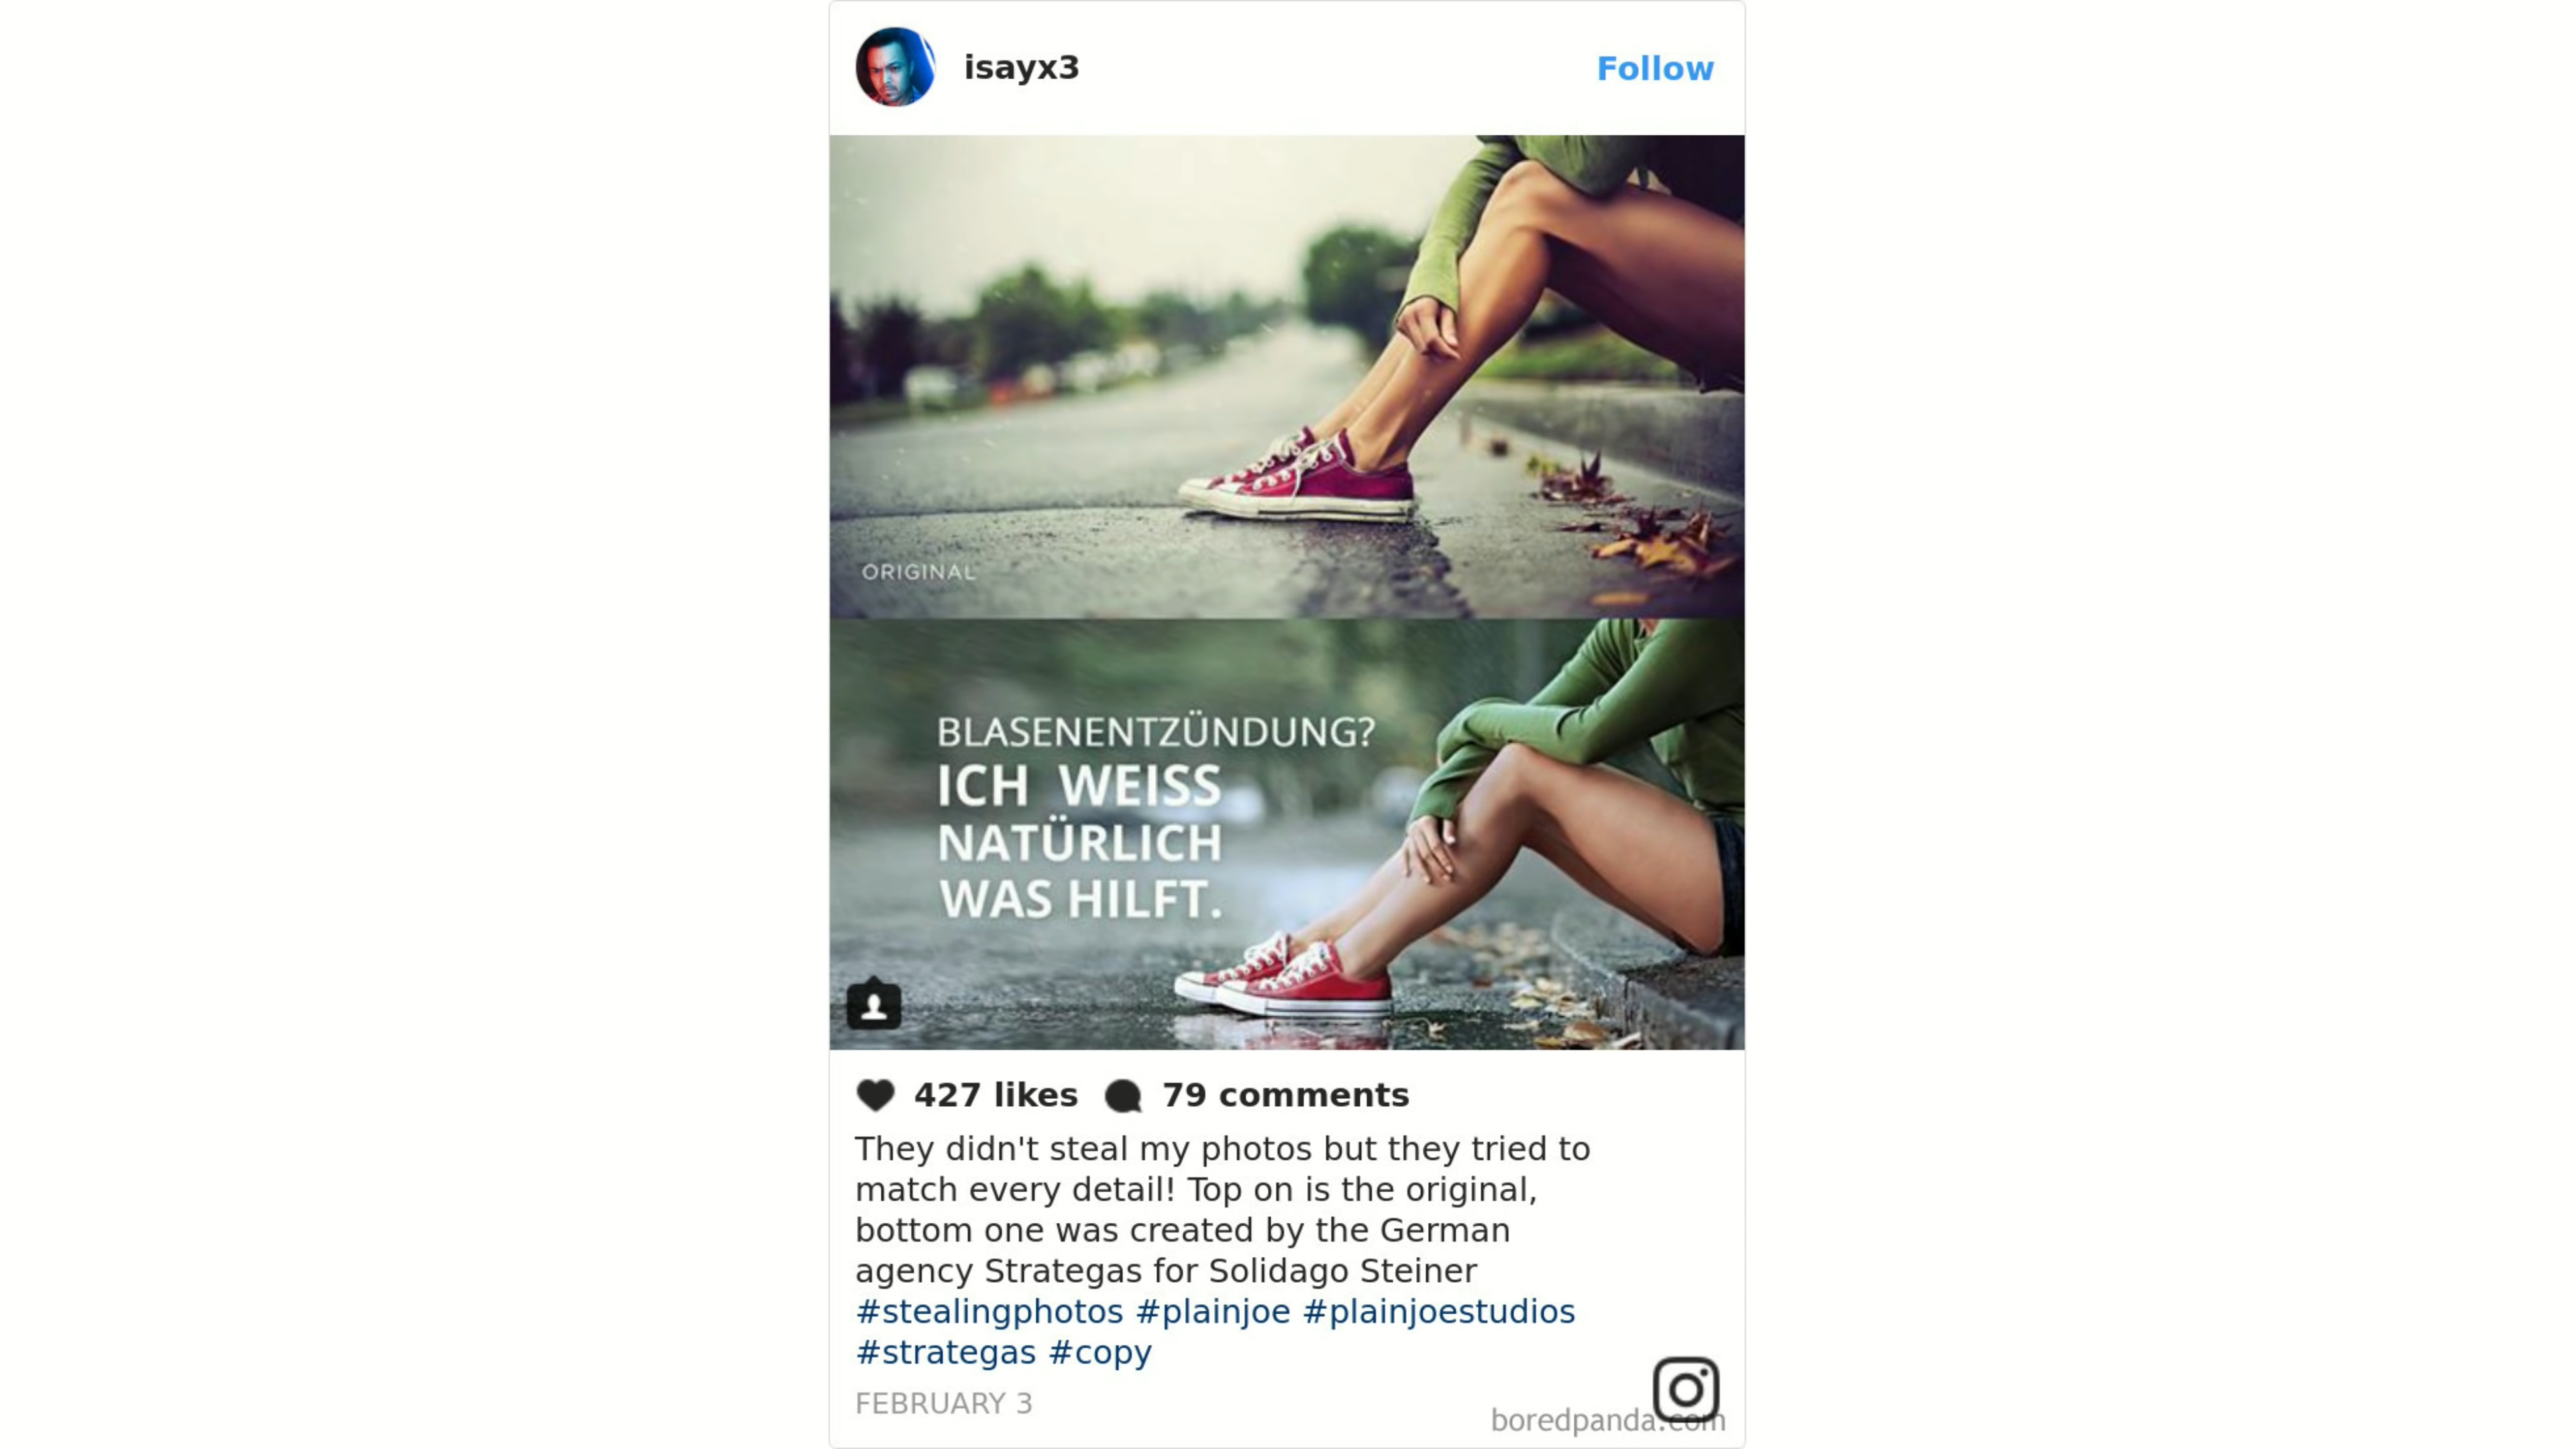 isayx3
Follow
ORIGINAL
BLASENENTZÜNDUNG?
ICH WEISS
NATÜRLICH
WAS HILFT.
427 likes 79 comments
They didn't steal my photos but they tried to
match every detail! Top on is the original,
bottom one was created by the German
agency Strategas for Solidago Steiner
#stealingphotos #plainjoe #plainjoestudios
#strategas #copy
FEBRUARY 3
boredpanda.com